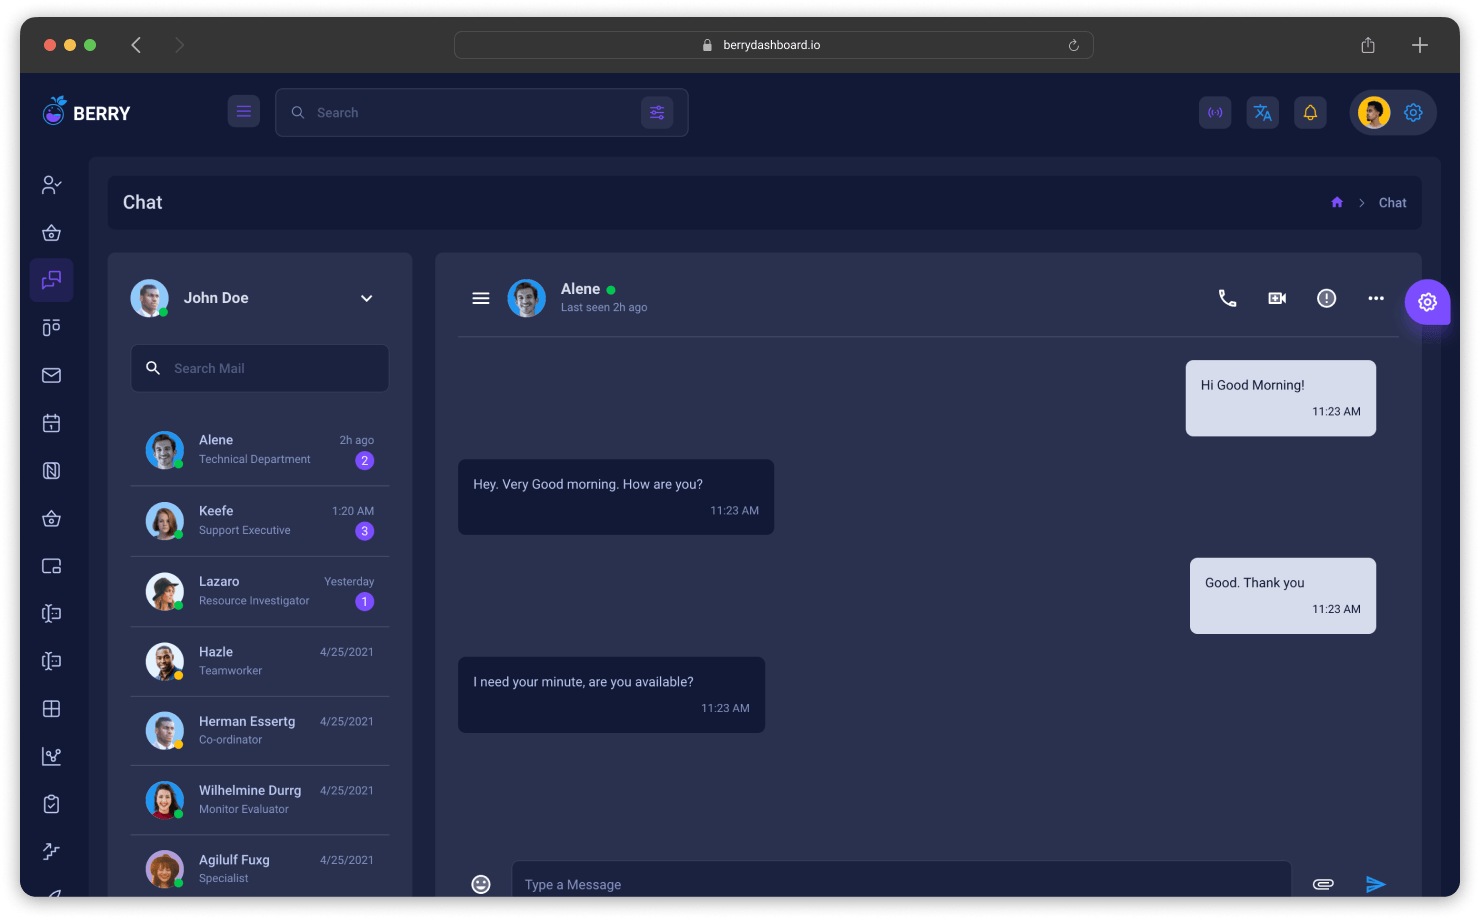 berrydashboard.io
BERRY
Search
Chat
Chat
John Doe
Search Mail
Alene
2h ago
Technical Department
2
Keefe
1:20 AM
Support Executive
3
Lazaro
Yesterday
Resource Investigator
1
Hazle
4/25/2021
Teamworker
Herman Essertg
4/25/2021
Co-ordinator
Wilhelmine Durrg
4/25/2021
Monitor Evaluator
Agilulf Fuxg
4/25/2021
Specialist
Alene
Last seen 2h ago
Hi Good Morning!
11:23 AM
Hey. Very Good morning. How are you?
11:23 AM
Good. Thank you
11:23 AM
I need your minute, are you available?
11:23 AM
Type a Message